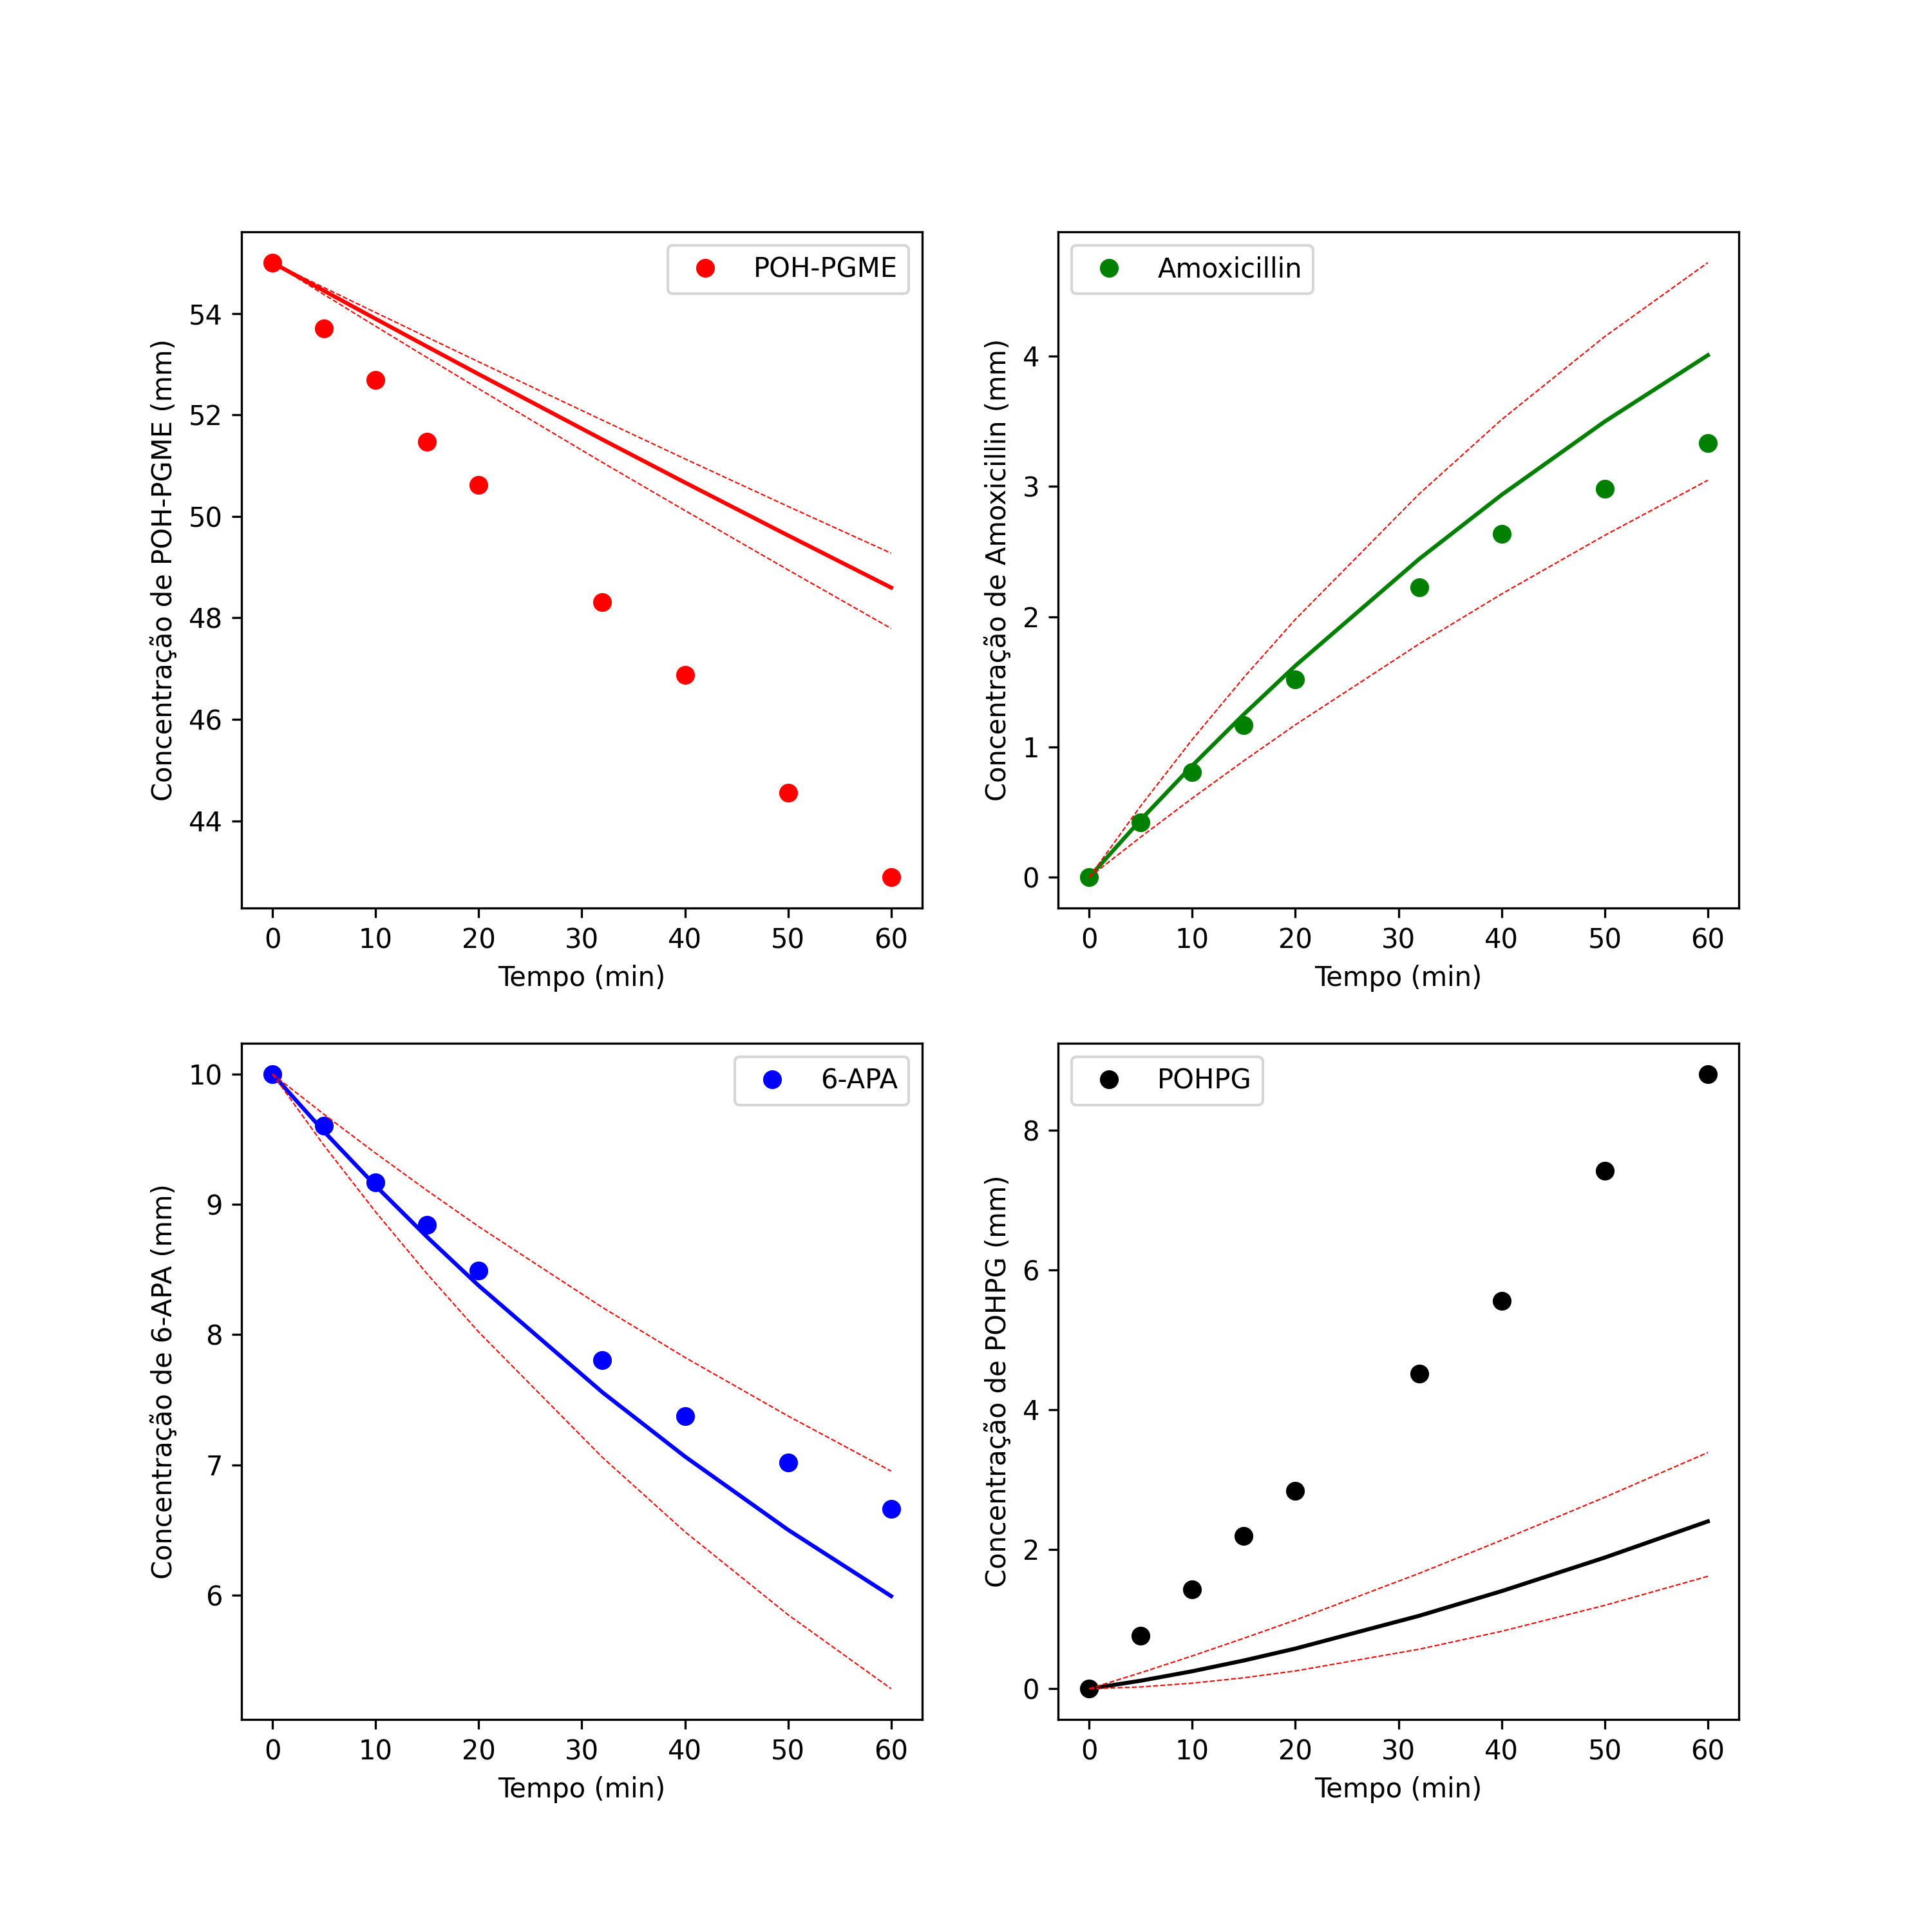 POH-PGME
54
52
50
48
46
44
0 10 20 30 40 50 60
Tempo (min)
Concentração de POH-PGME (mm)
Amoxicillin
4
3
2
1
0
0 10 20 30 40 50 60
Tempo (min)
Concentração de Amoxicillin (mm)
6-APA
10
9
8
7
6
0 10 20 30 40 50 60
Tempo (min)
Concentração de 6-APA (mm)
POHPG
8
6
4
2
0
0 10 20 30 40 50 60
Tempo (min)
Concentração de POHPG (mm)